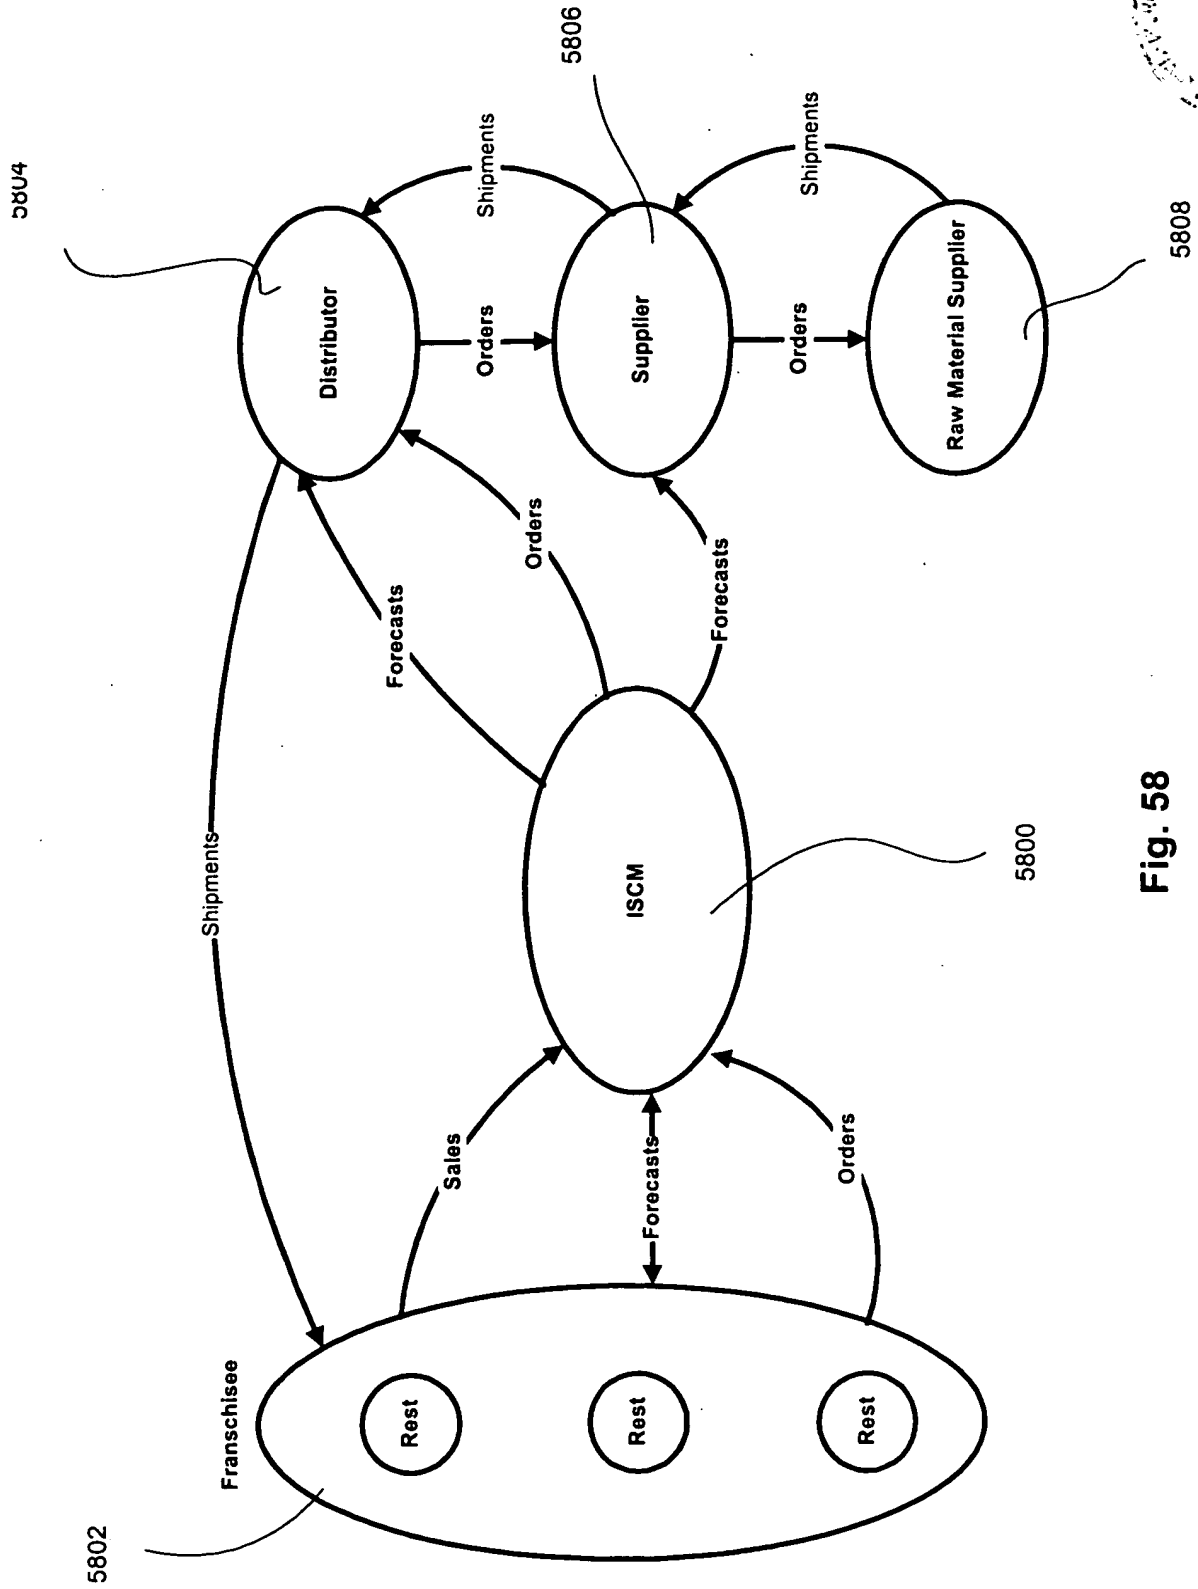 5804
5802
Shipments
Franschisee
Distributor
Forecasts
Rest
Sales
Orders
Shipments
Orders
5806
Rest
Forecasts
ISCM
Supplier
Forecasts
Orders
Shipments
Rest
Orders
Raw Material Supplier
5800
5808
Fig. 58